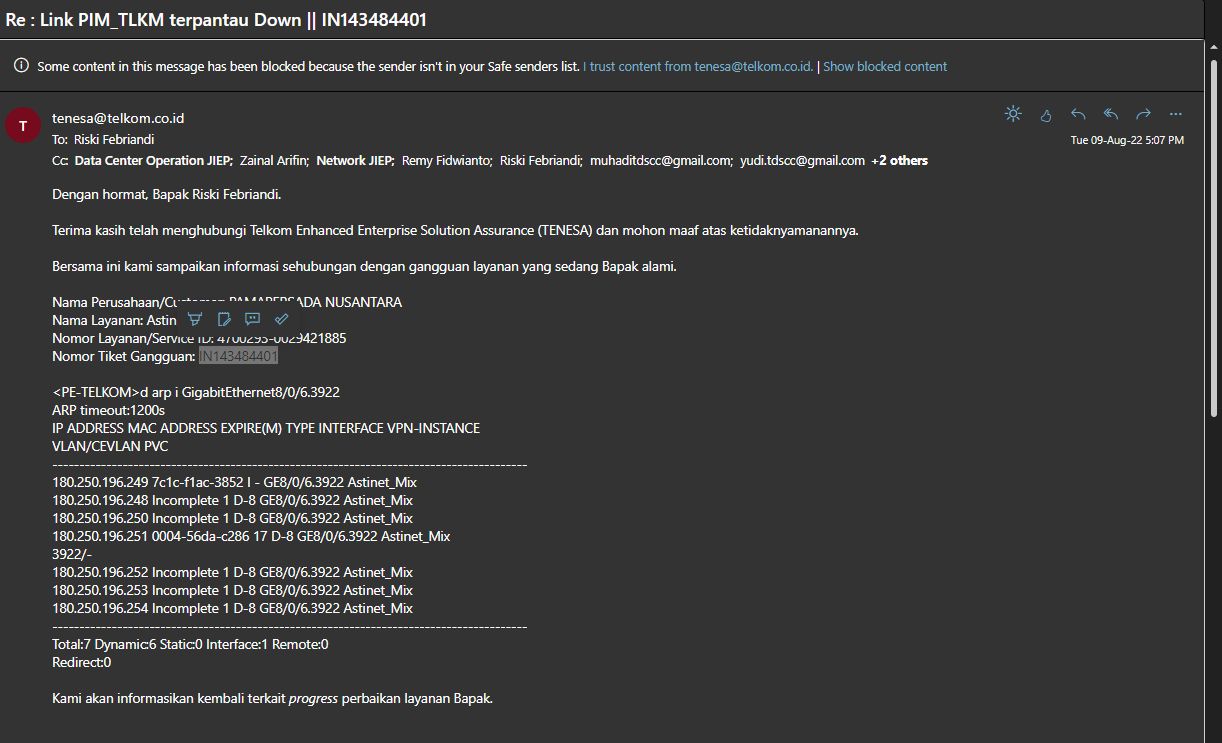 Re : Link PIM_TLKM terpantau Down || IN143484401
Some content in this message has been blocked because the sender isn't in your Safe senders list. I trust content from tenesa@telkom.co.id. | Show blocked content
T
tenesa@telkom.co.id
To: Riski Febriandi
Tue 09-Aug-22 5:07 PM
Cc: Data Center Operation JIEP; Zainal Arifin; Network JIEP; Remy Fidwianto; Riski Febriandi; muhaditdscc@gmail.com; yudi.tdscc@gmail.com +2 others
Dengan hormat, Bapak Riski Febriandi.
Terima kasih telah menghubungi Telkom Enhanced Enterprise Solution Assurance (TENESA) dan mohon maaf atas ketidaknyamanannya.
Bersama ini kami sampaikan informasi sehubungan dengan gangguan layanan yang sedang Bapak alami.
Nama Perusahaan/Customer PAMAPERSADA NUSANTARA
Nama Layanan: Astin
Nomor Layanan/Service ID: 4700293-0029421885
Nomor Tiket Gangguan: IN143484401
<PE-TELKOM>d arp i GigabitEthernet8/0/6.3922
ARP timeout:1200s
IP ADDRESS MAC ADDRESS EXPIRE(M) TYPE INTERFACE VPN-INSTANCE
VLAN/CEVLAN PVC
------------------------------------------------------------------------------------------
180.250.196.249 7c1c-f1ac-3852 I - GE8/0/6.3922 Astinet_Mix
180.250.196.248 Incomplete 1 D-8 GE8/0/6.3922 Astinet_Mix
180.250.196.250 Incomplete 1 D-8 GE8/0/6.3922 Astinet_Mix
180.250.196.251 0004-56da-c286 17 D-8 GE8/0/6.3922 Astinet_Mix
3922/-
180.250.196.252 Incomplete 1 D-8 GE8/0/6.3922 Astinet_Mix
180.250.196.253 Incomplete 1 D-8 GE8/0/6.3922 Astinet_Mix
180.250.196.254 Incomplete 1 D-8 GE8/0/6.3922 Astinet_Mix
------------------------------------------------------------------------------------------
Total:7 Dynamic:6 Static:0 Interface:1 Remote:0
Redirect:0
Kami akan informasikan kembali terkait progress perbaikan layanan Bapak.